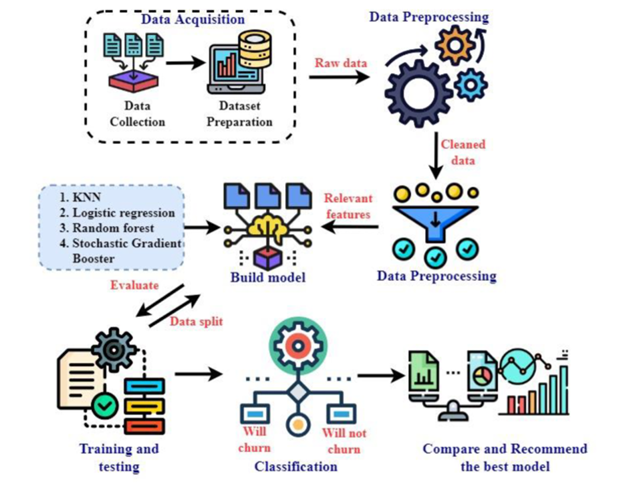 Data Acquisition
Data
Collection
Dataset
Preparation
Raw data
Data Preprocessing
Cleaned
data
Data Preprocessing
Relevant
features
1. KNN
2. Logistic regression
3. Random forest
4. Stochastic Gradient
Booster
Build model
Evaluate
Data split
Training and
testing
Will
churn
Will not
churn
Classification
Compare and Recommend
the best model